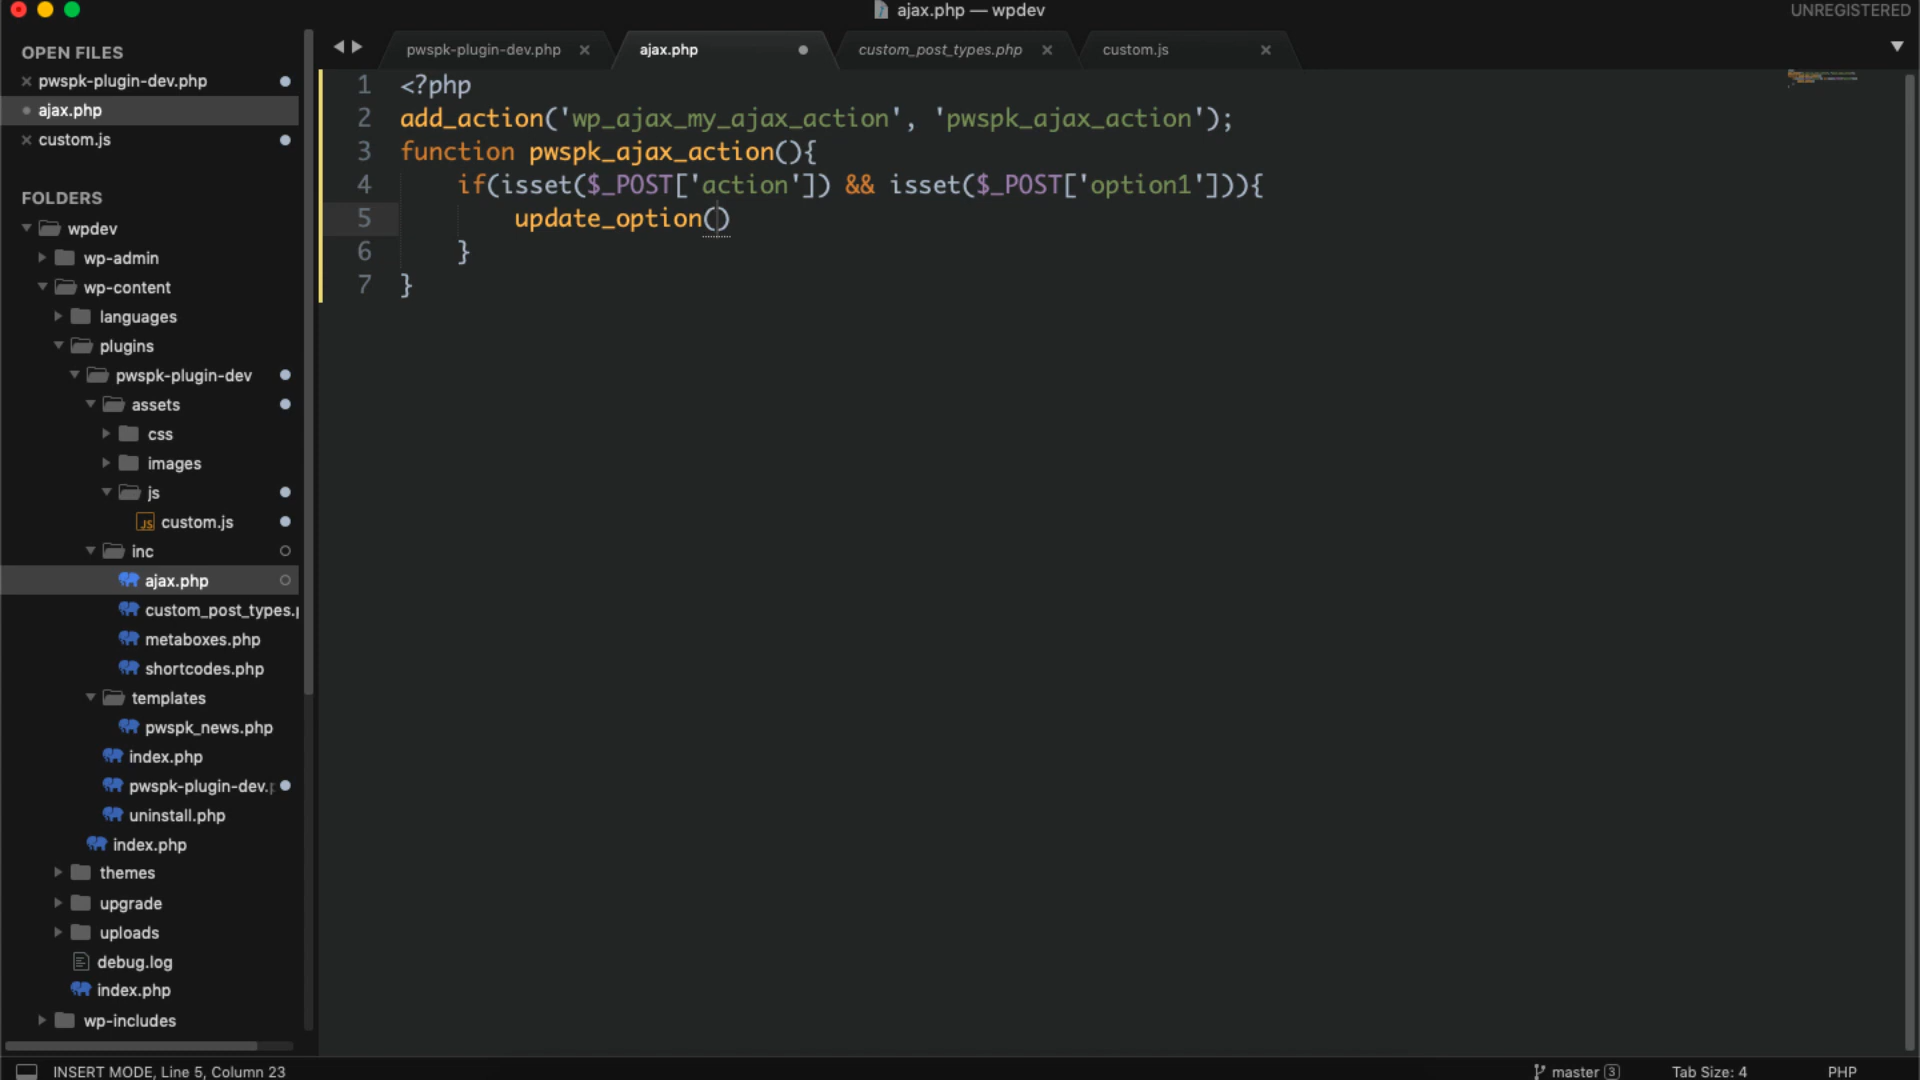 ajax.php — wpdev
UNREGISTERED
OPEN FILES
pwspk-plugin-dev.php
ajax.php
custom.js
FOLDERS
wpdev
wp-admin
wp-content
languages
plugins
pwspk-plugin-dev
assets
css
images
js
JS custom.js
inc
ajax.php
custom_post_types.p
metaboxes.php
shortcodes.php
templates
pwspk_news.php
index.php
pwspk-plugin-dev.p
uninstall.php
index.php
themes
upgrade
uploads
debug.log
index.php
wp-includes
pwspk-plugin-dev.php
ajax.php
custom_post_types.php
custom.js
1 <?php
2 add_action('wp_ajax_my_ajax_action', 'pwspk_ajax_action');
3 function pwspk_ajax_action(){
4 if(isset($_POST['action']) && isset($_POST['option1'])){
5 update_option()
6 }
7 }
INSERT MODE, Line 5, Column 23
master 3
Tab Size: 4
PHP